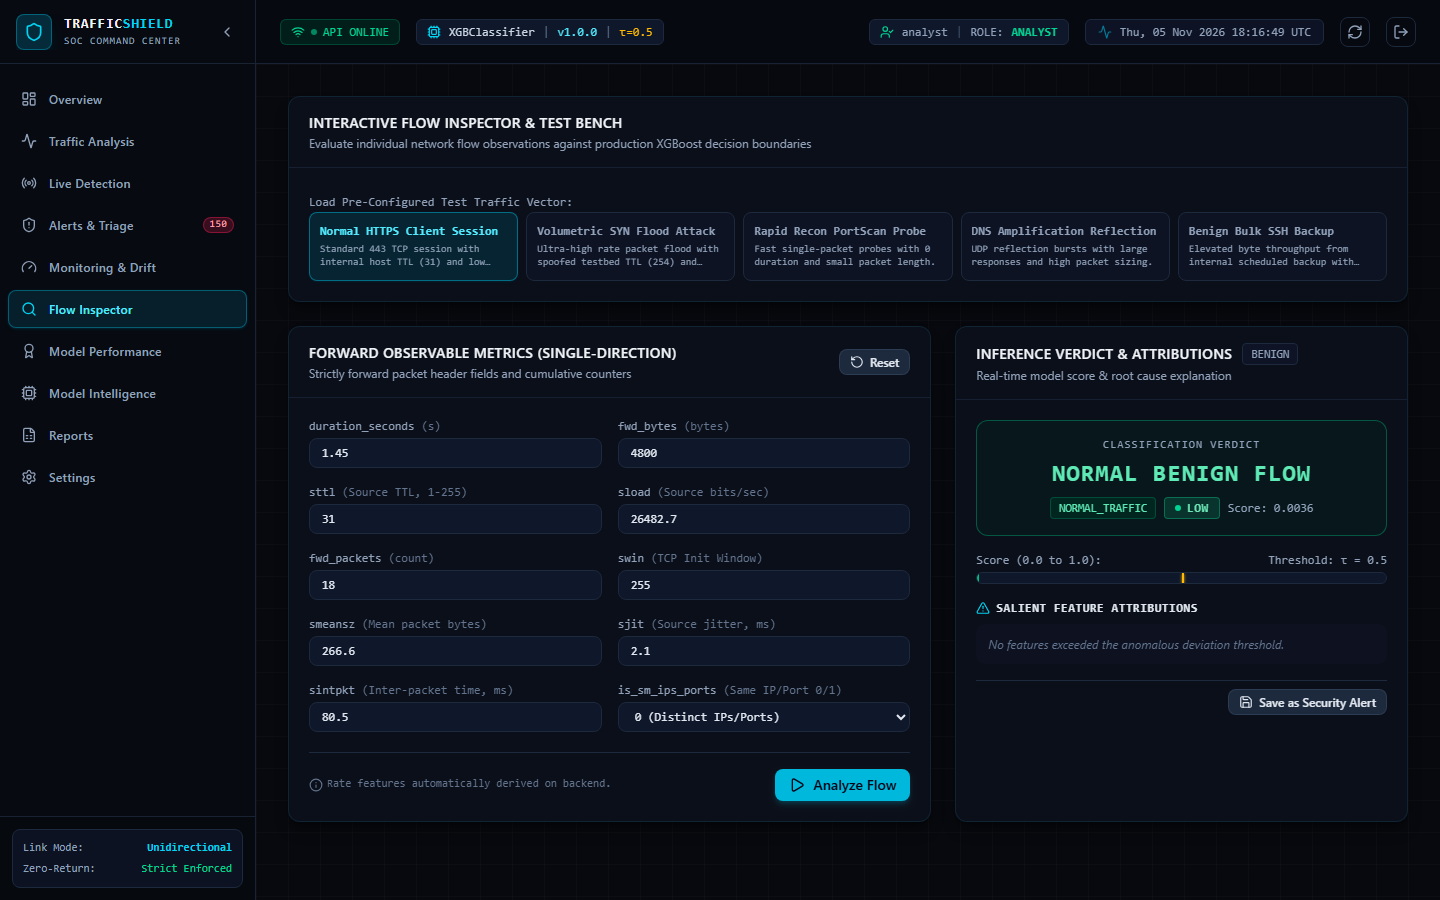 TRAFFICSHIELD
SOC COMMAND CENTER
API ONLINE
XGBClassifier | v1.0.0 | τ=0.5
analyst | ROLE: ANALYST
Thu, 05 Nov 2026 18:16:49 UTC
Overview
Traffic Analysis
Live Detection
Alerts & Triage 150
Monitoring & Drift
Flow Inspector
Model Performance
Model Intelligence
Reports
Settings
Link Mode: Unidirectional
Zero-Return: Strict Enforced
INTERACTIVE FLOW INSPECTOR & TEST BENCH
Evaluate individual network flow observations against production XGBoost decision boundaries
Load Pre-Configured Test Traffic Vector:
Normal HTTPS Client Session
Standard 443 TCP session with
internal host TTL (31) and low…
Volumetric SYN Flood Attack
Ultra-high rate packet flood with
spoofed testbed TTL (254) and…
Rapid Recon PortScan Probe
Fast single-packet probes with 0
duration and small packet length.
DNS Amplification Reflection
UDP reflection bursts with large
responses and high packet sizing.
Benign Bulk SSH Backup
Elevated byte throughput from
internal scheduled backup with…
FORWARD OBSERVABLE METRICS (SINGLE-DIRECTION)
Strictly forward packet header fields and cumulative counters
Reset
duration_seconds (s)
1.45
fwd_bytes (bytes)
4800
sttl (Source TTL, 1-255)
31
sload (Source bits/sec)
26482.7
fwd_packets (count)
18
swin (TCP Init Window)
255
smeansz (Mean packet bytes)
266.6
sjit (Source jitter, ms)
2.1
sintpkt (Inter-packet time, ms)
80.5
is_sm_ips_ports (Same IP/Port 0/1)
0 (Distinct IPs/Ports)
Rate features automatically derived on backend.
Analyze Flow
INFERENCE VERDICT & ATTRIBUTIONS BENIGN
Real-time model score & root cause explanation
CLASSIFICATION VERDICT
NORMAL BENIGN FLOW
NORMAL_TRAFFIC LOW Score: 0.0036
Score (0.0 to 1.0): Threshold: τ = 0.5
SALIENT FEATURE ATTRIBUTIONS
No features exceeded the anomalous deviation threshold.
Save as Security Alert